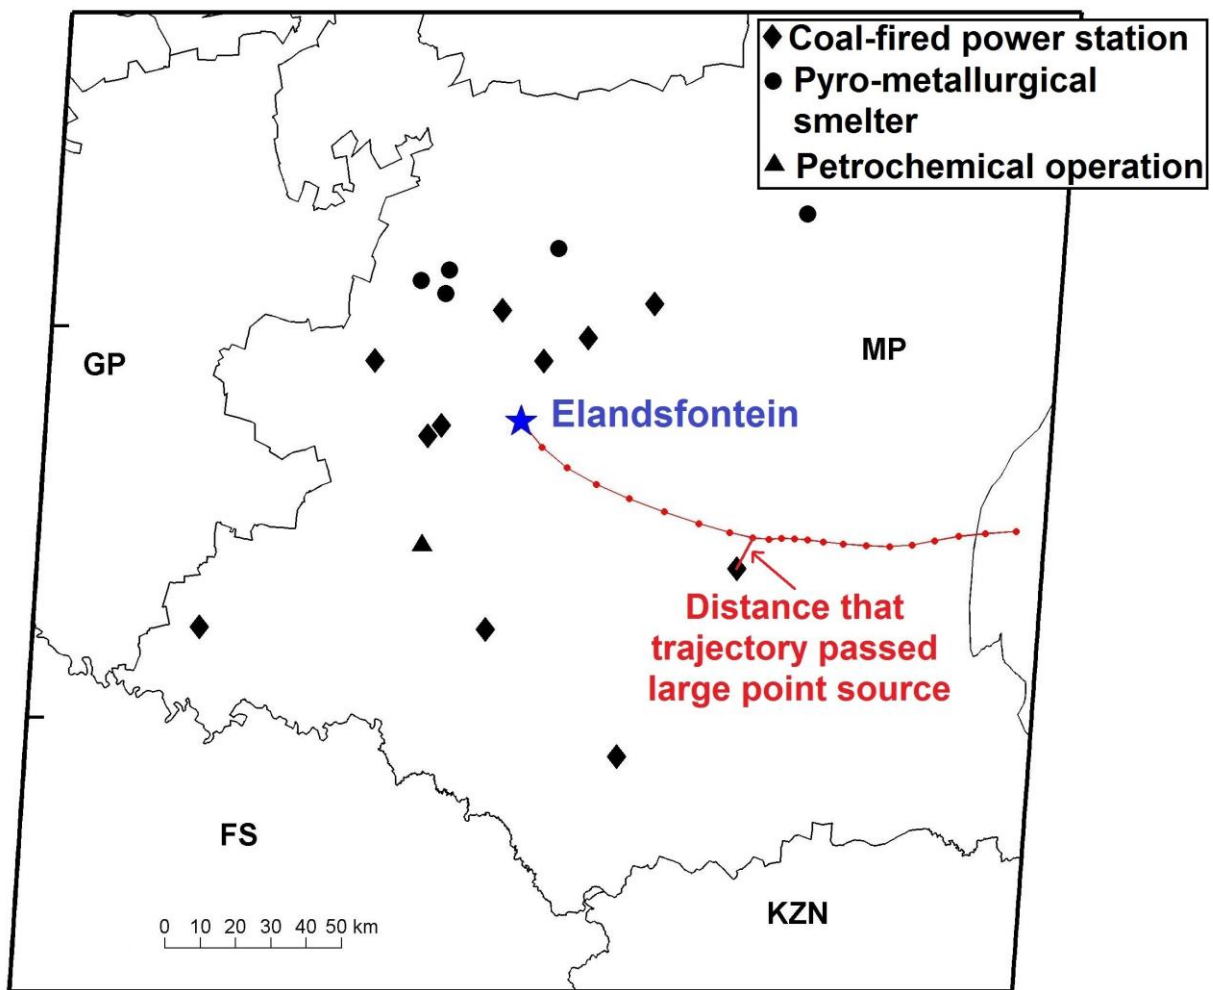 Coal-fired power station
Pyro-metallurgical
smelter
Petrochemical operation
GP
MP
Elandsfontein
Distance that
trajectory passed
large point source
FS
KZN
0 10 20 30 40 50 km